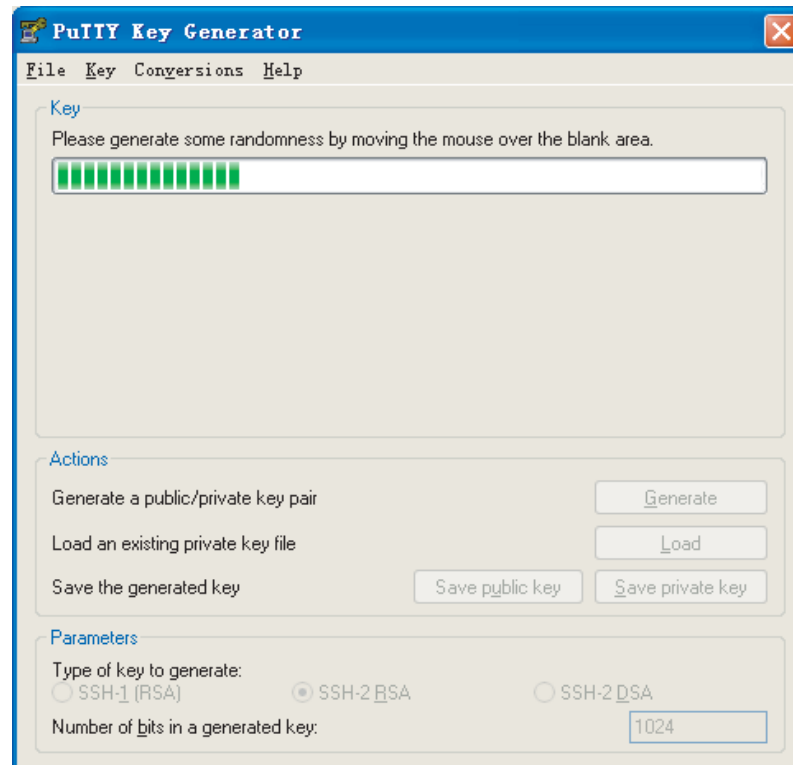 PuTTY Key Generator
File Key Conversions Help
Key
Please generate some randomness by moving the mouse over the blank area.
Actions
Generate a public/private key pair Generate
Load an existing private key file Load
Save the generated key Save public key Save private key
Parameters
Type of key to generate:
SSH-1 (RSA) SSH-2 RSA SSH-2 DSA
Number of bits in a generated key: 1024